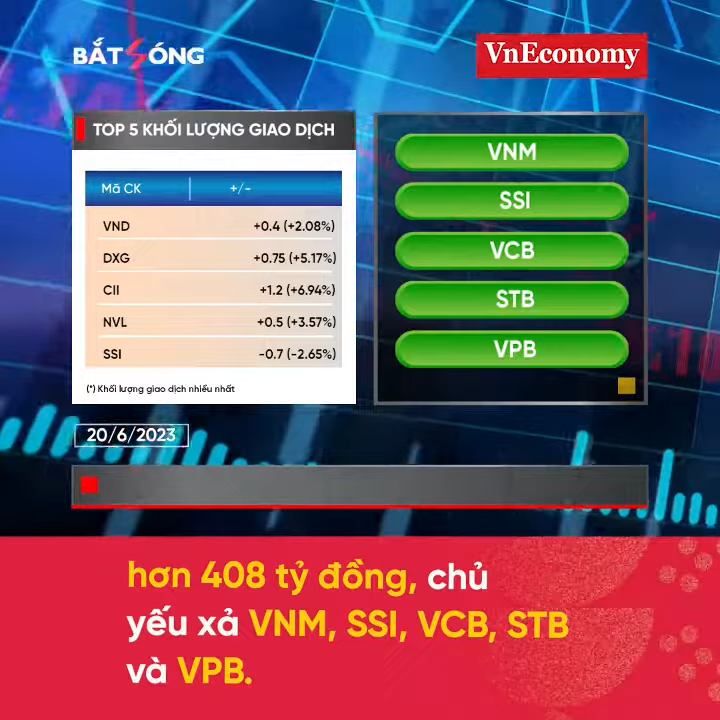 BẮT SÓNG
VnEconomy
TOP 5 KHỐI LƯỢNG GIAO DỊCH
Mã CK +/-
VND +0.4 (+2.08%)
DXG +0.75 (+5.17%)
CII +1.2 (+6.94%)
NVL +0.5 (+3.57%)
SSI -0.7 (-2.65%)
(*) Khối lượng giao dịch nhiều nhất
VNM
SSI
VCB
STB
VPB
20/6/2023
hơn 408 tỷ đồng, chủ
yếu xả VNM, SSI, VCB, STB
và VPB.